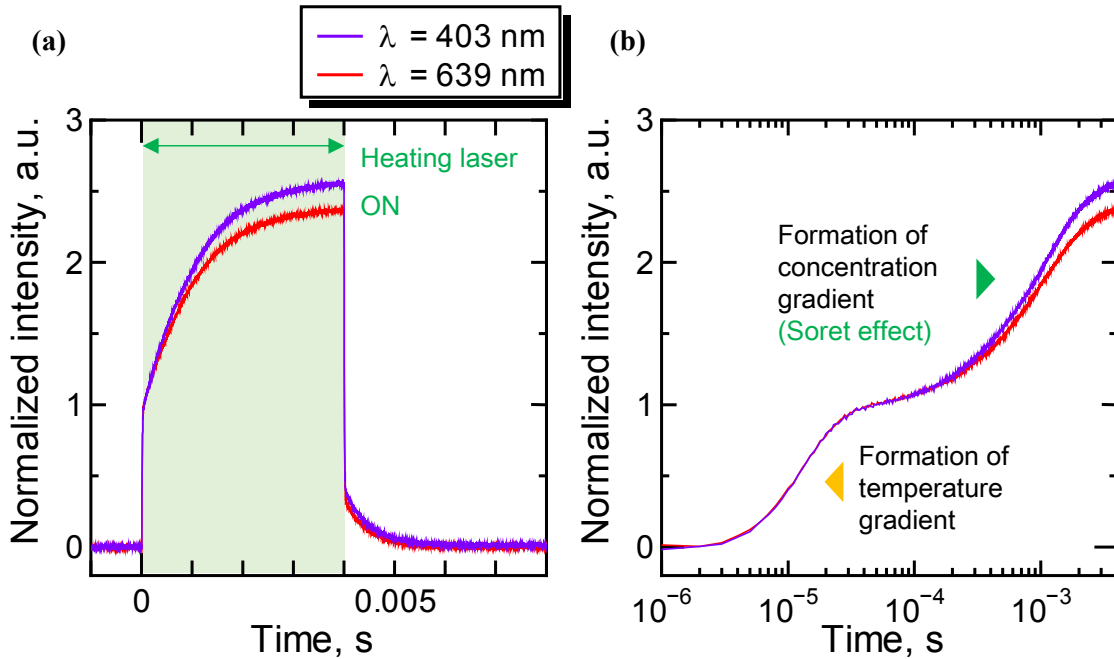 λ = 403 nm
λ = 639 nm
(a)
Normalized intensity, a.u.
3
2
1
0
Heating laser
ON
0
0.005
Time, s
(b)
Normalized intensity, a.u.
3
2
1
0
Formation of
concentration
gradient
(Soret effect)
Formation of
temperature
gradient
10⁻⁶
10⁻⁵
10⁻⁴
10⁻³
Time, s